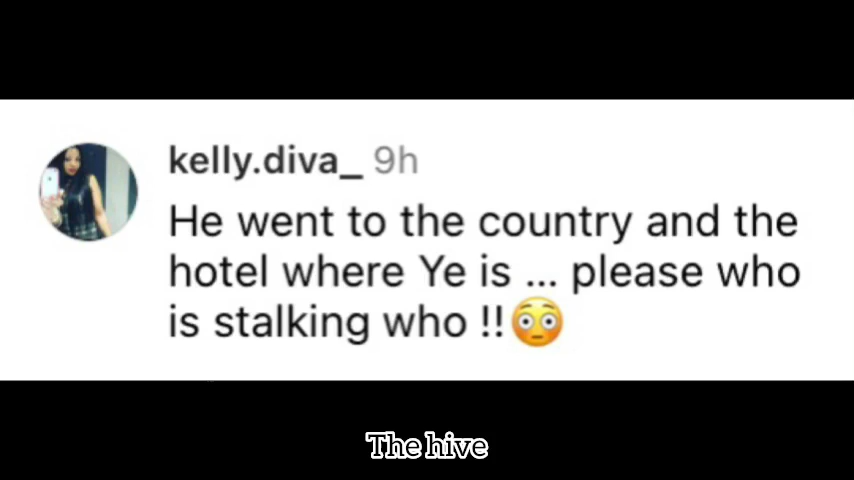 kelly.diva_ 9h
He went to the country and the
hotel where Ye is ... please who
is stalking who !!😳
The hive